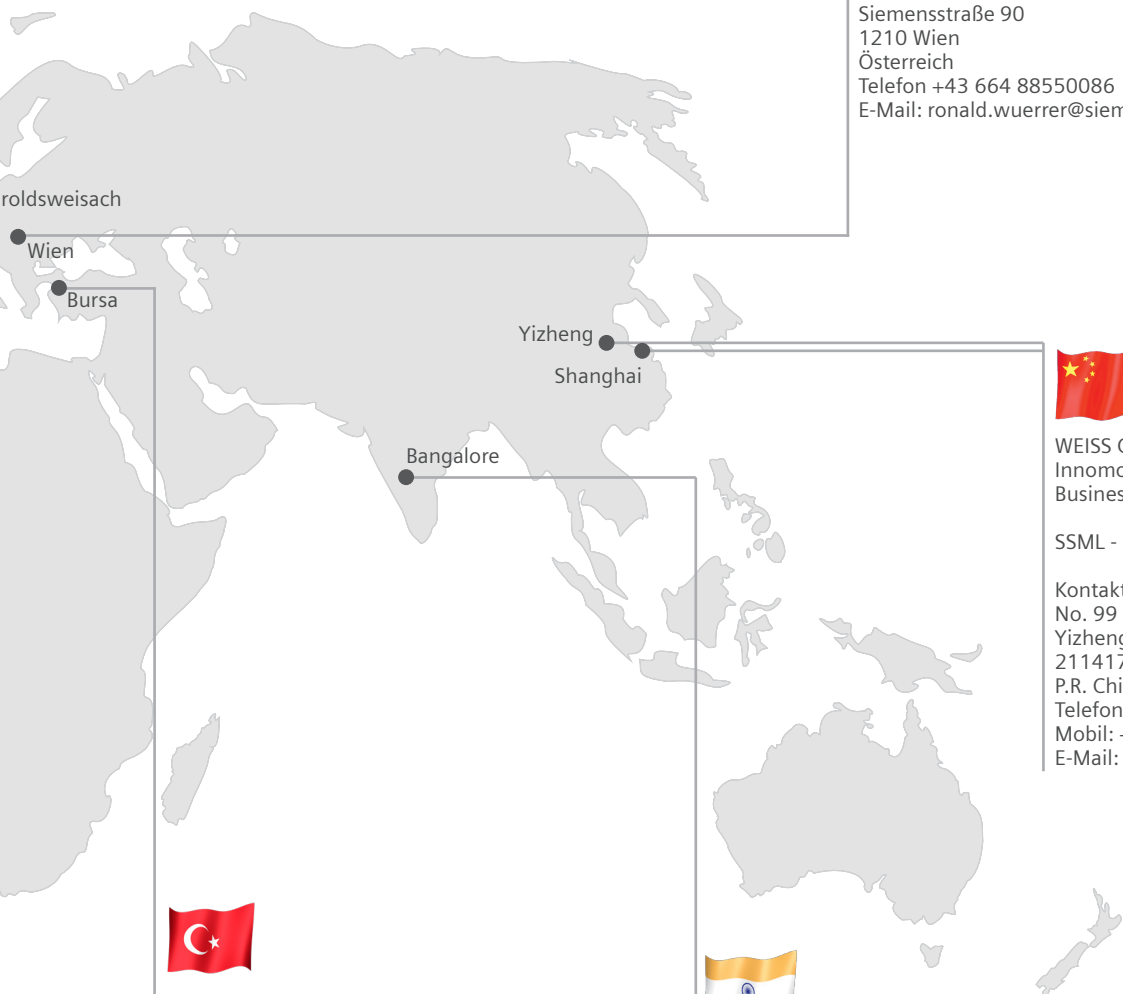 Siemensstraße 90
1210 Wien
Österreich
Telefon +43 664 88550086
E-Mail: ronald.wuerrer@siem
roldsweisach
Wien
Bursa
Yizheng
Shanghai
Bangalore
WEISS
Innomo
Busines
SSML -
Kontakt
No. 99
Yizheng
211417
P.R. Chi
Telefon
Mobil:
E-Mail: